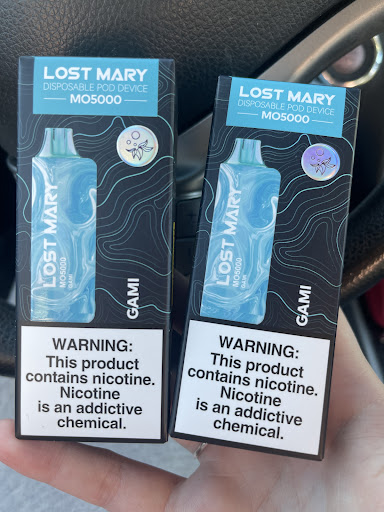 LOST MARY
DISPOSABLE POD DEVICE
MO5000
LOST MARY
MO5000
GAMI
GAMI
WARNING:
This product
contains nicotine.
Nicotine
is an addictive
chemical.
LOST MARY
DISPOSABLE POD DEVICE
MO5000
LOST MARY
MO5000
GAMI
GAMI
WARNING:
This product
contains nicotine.
Nicotine
is an addictive
chemical.